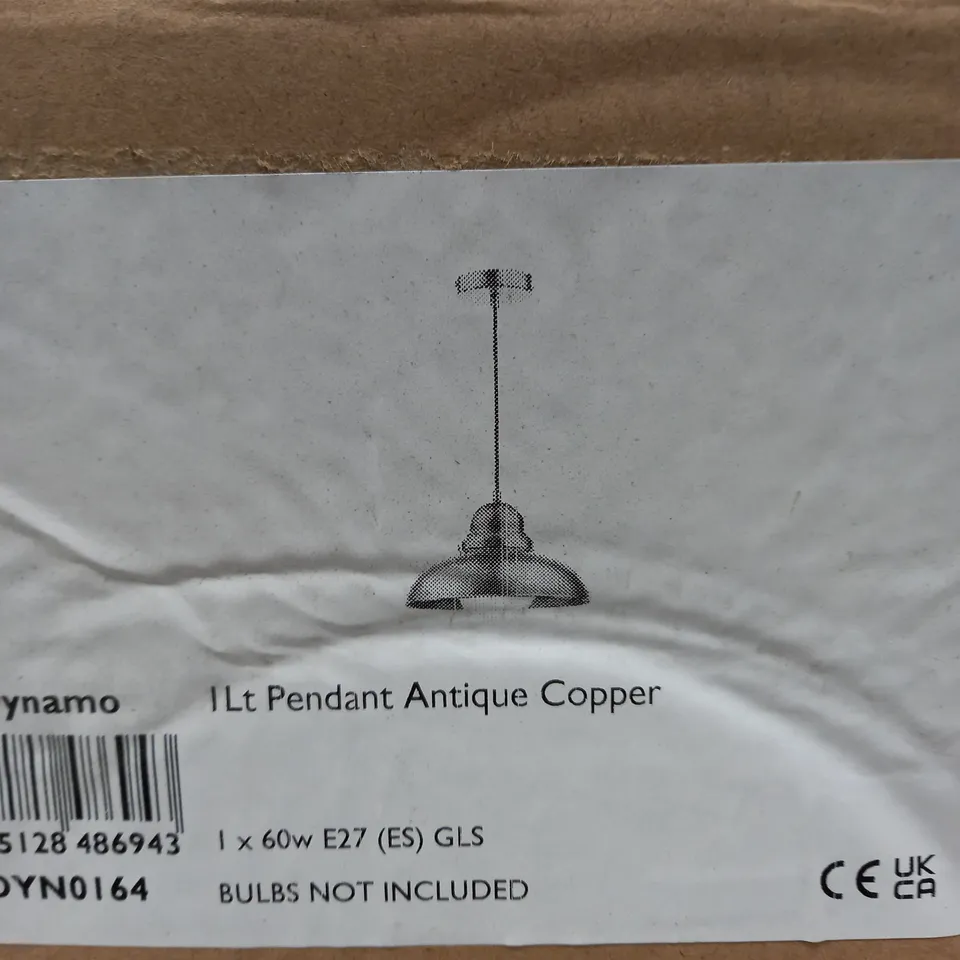 ynamo
1Lt Pendant Antique Copper
5128 486943
1 x 60w E27 (ES) GLS
DYN0164
BULBS NOT INCLUDED
CE UK
CA